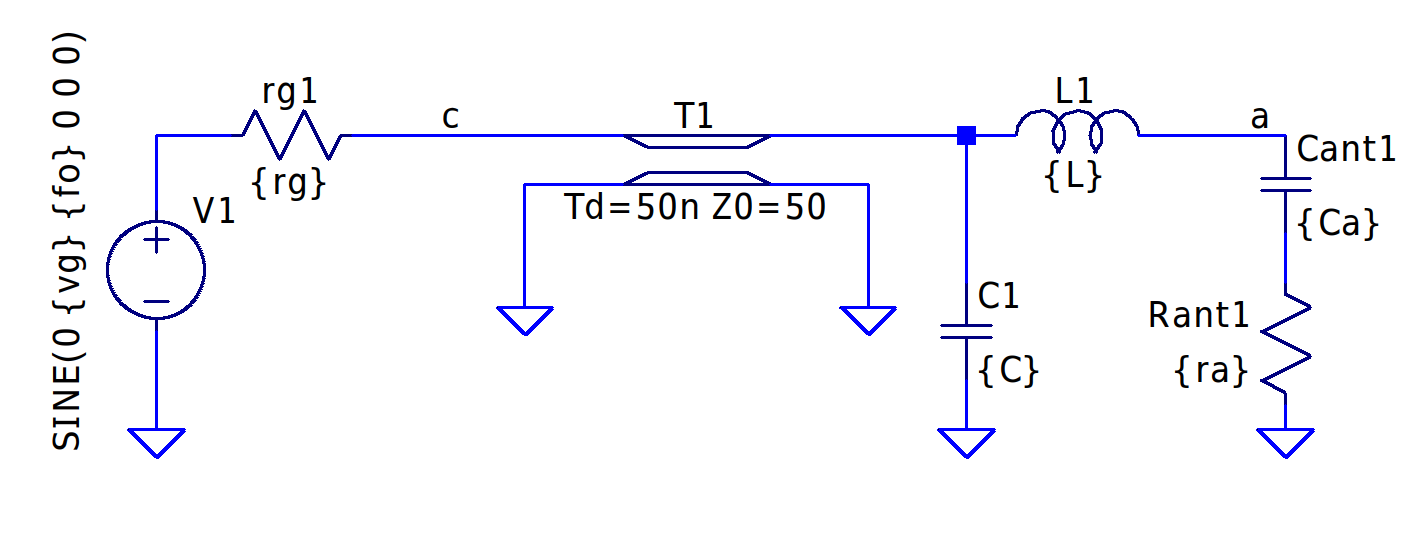 SINE(0 {vg} {fo} 0 0 0)
V1
rg1
{rg}
c
T1
Td=50n Z0=50
C1
{C}
L1
{L}
a
Cant1
{Ca}
Rant1
{ra}